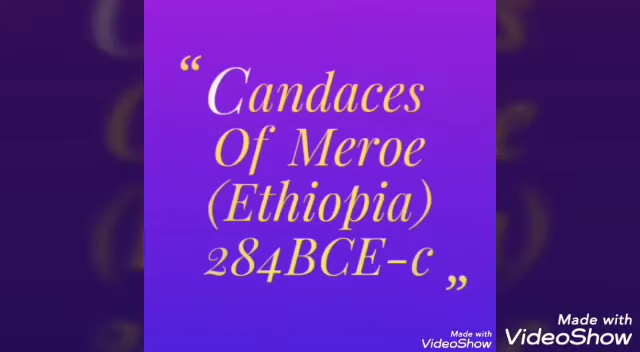 “
Candaces
Of Meroe
(Ethiopia)
284BCE-c
”
Made with
VideoShow
Made with
VideoShow